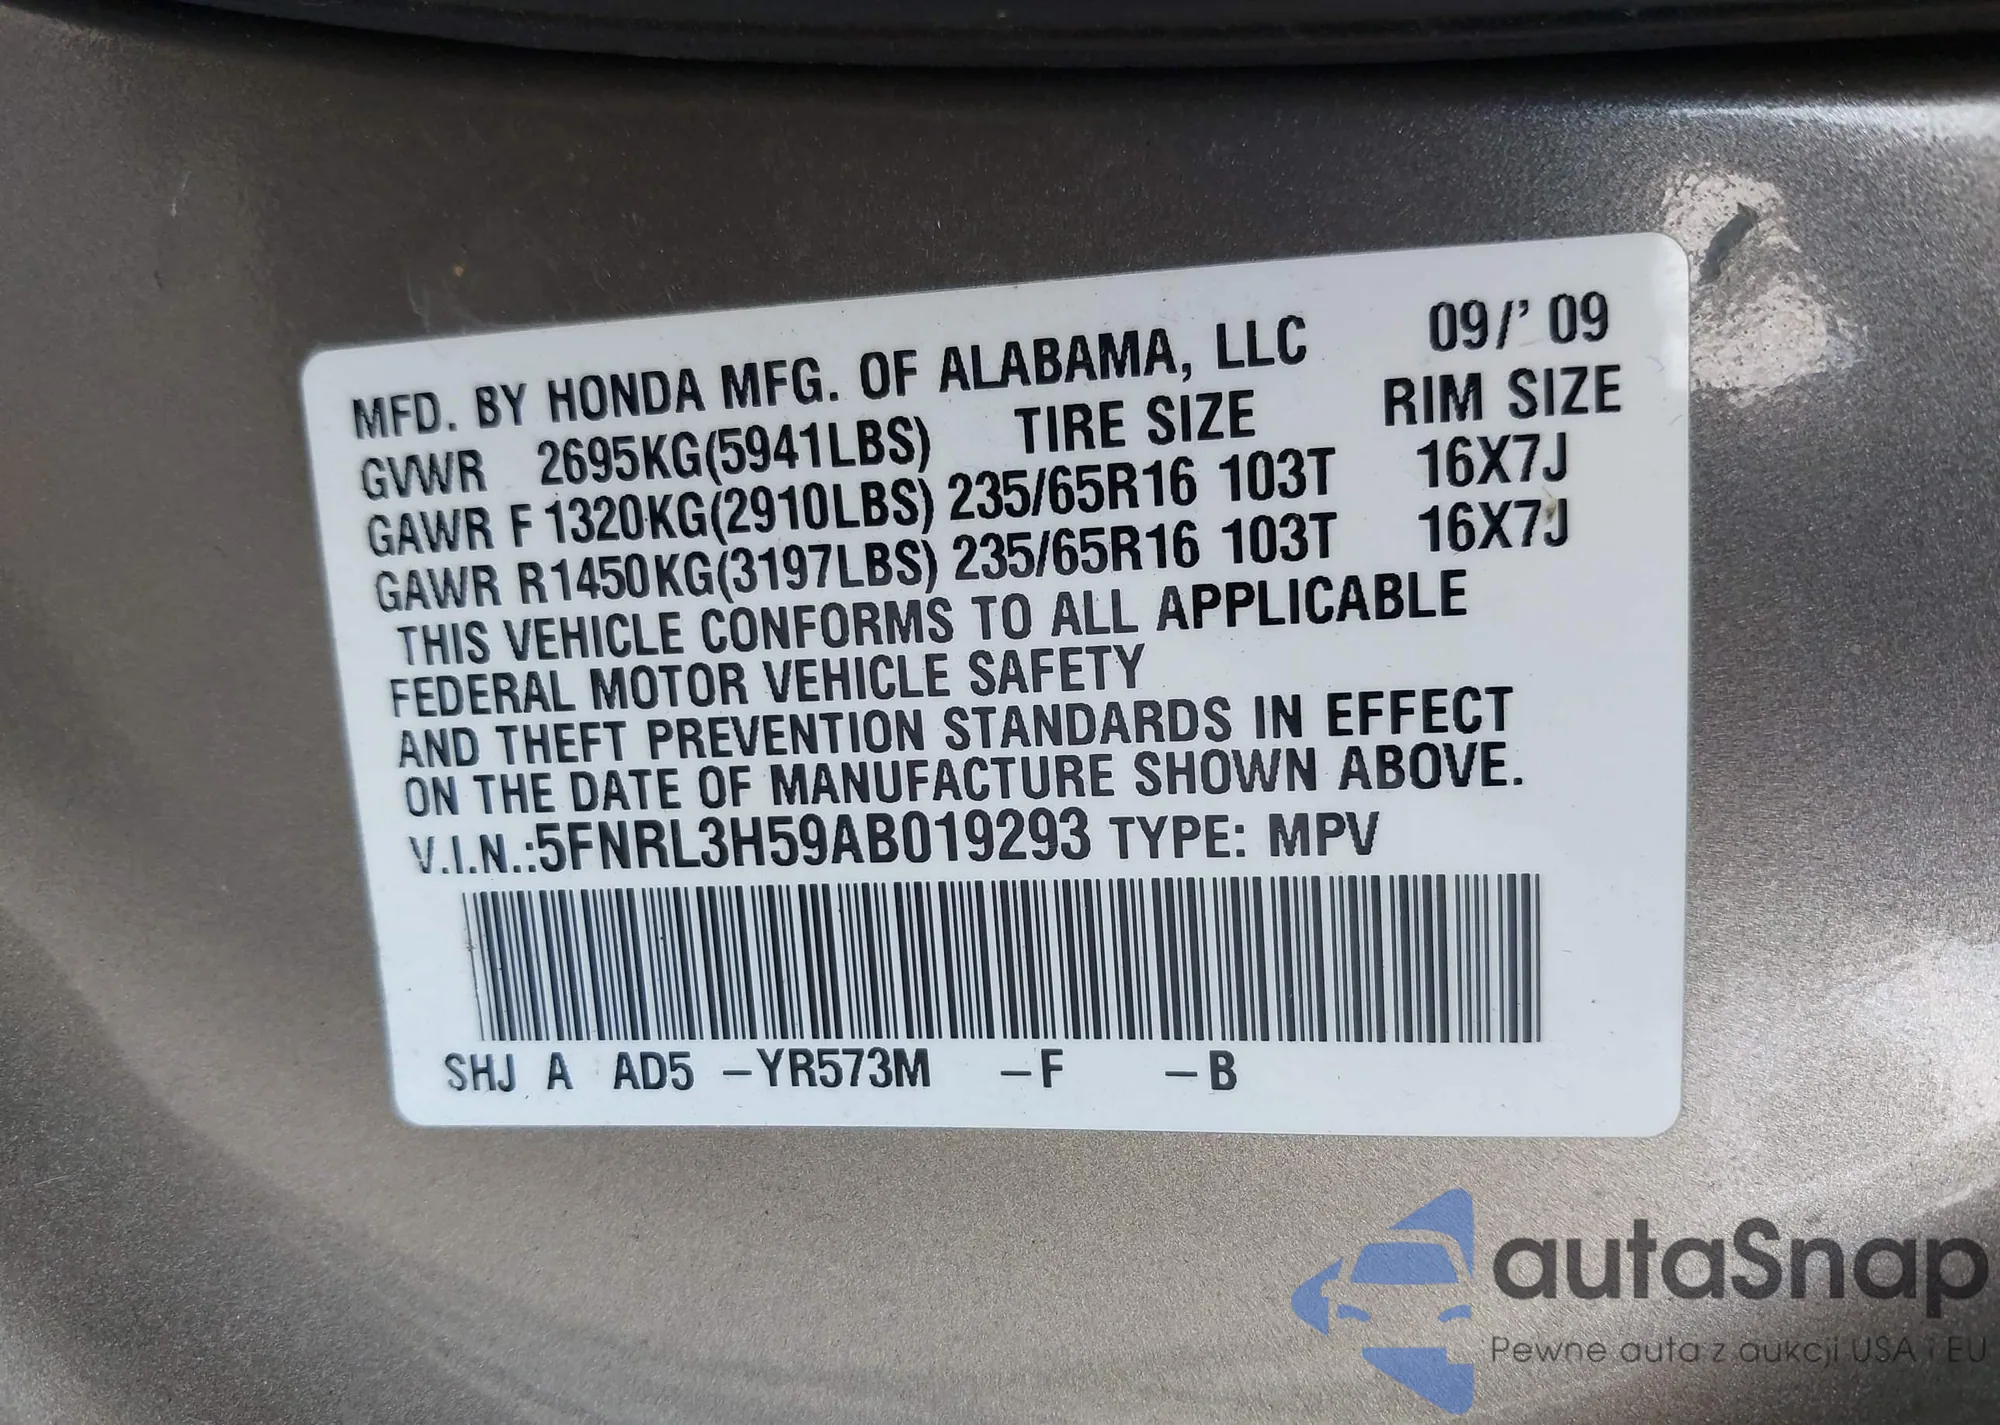 MFD. BY HONDA MFG. OF ALABAMA, LLC 09/' 09
GVWR 2695KG(5941LBS) TIRE SIZE RIM SIZE
GAWR F 1320KG(2910LBS) 235/65R16 103T 16X7J
GAWR R1450KG(3197LBS) 235/65R16 103T 16X7J
THIS VEHICLE CONFORMS TO ALL APPLICABLE
FEDERAL MOTOR VEHICLE SAFETY
AND THEFT PREVENTION STANDARDS IN EFFECT
ON THE DATE OF MANUFACTURE SHOWN ABOVE.
V.I.N.:5FNRL3H59AB019293 TYPE: MPV
SHJ A AD5 –YR573M –F –B
autaSnap
Pewne auta z aukcji USA i EU